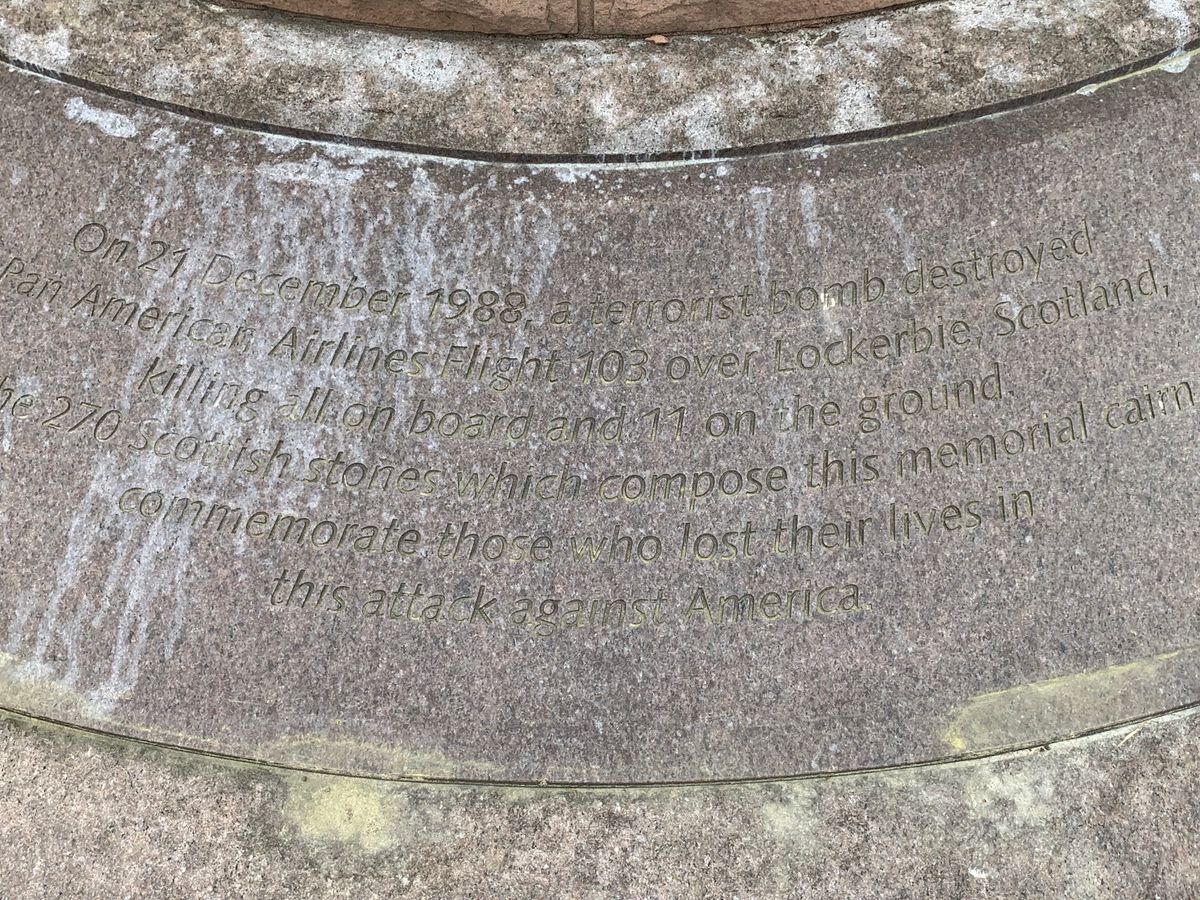 On 21 December 1988, a terrorist bomb destroyed
Pan American Airlines Flight 103 over Lockerbie, Scotland,
killing all on board and 11 on the ground.
he 270 Scottish stones which compose this memorial cairn
commemorate those who lost their lives in
this attack against America.